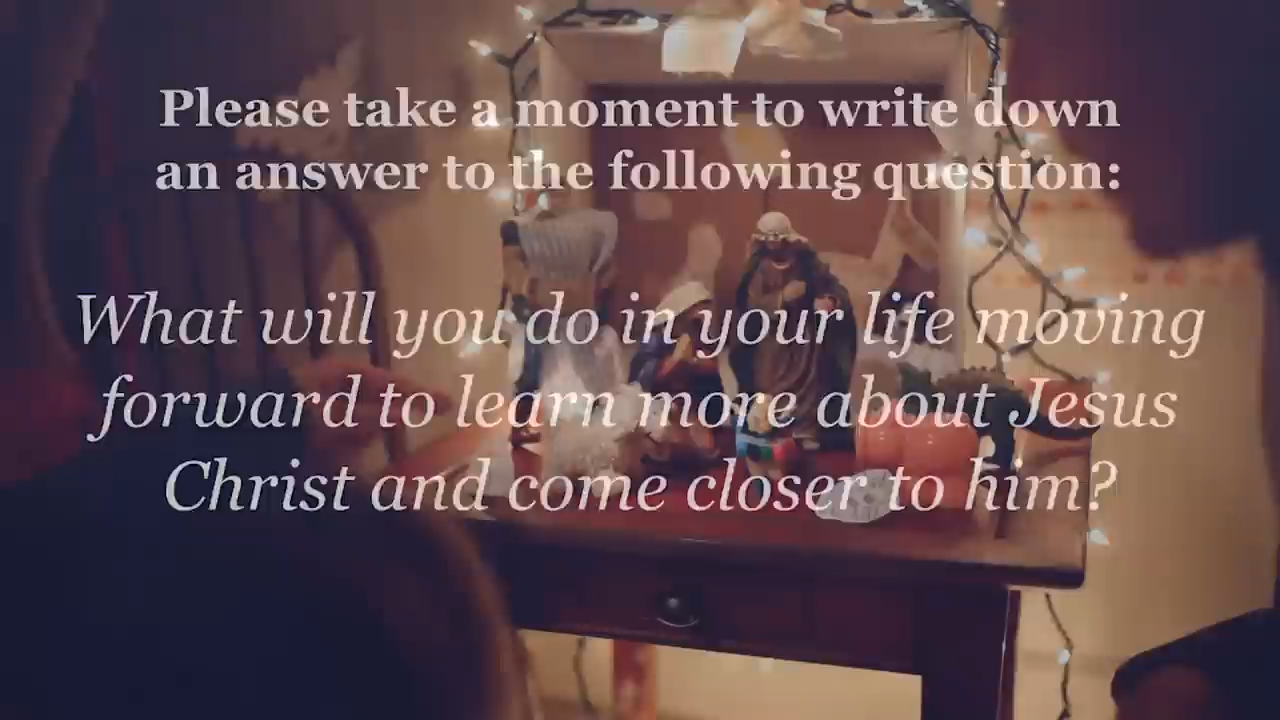 Please take a moment to write down
an answer to the following question:
What will you do in your life moving
forward to learn more about Jesus
Christ and come closer to him?